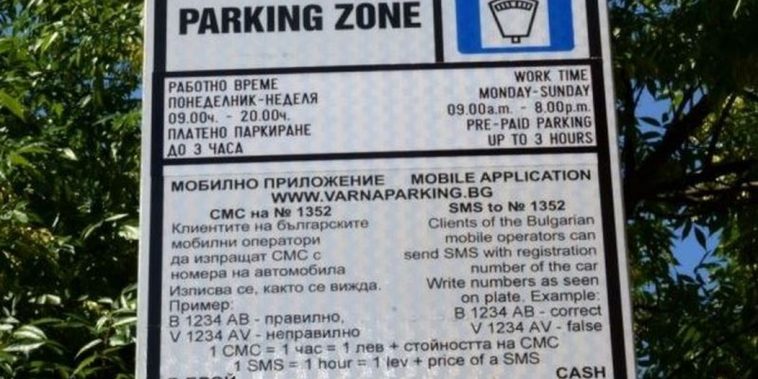 PARKING ZONE
РАБОТНО ВРЕМЕ
ПОНЕДЕЛНИК-НЕДЕЛЯ
09.00ч. - 20.00ч.
ПЛАТЕНО ПАРКИРАНЕ
ДО 3 ЧАСА
WORK TIME
MONDAY-SUNDAY
09.00a.m. - 8.00p.m.
PRE-PAID PARKING
UP TO 3 HOURS
МОБИЛНО ПРИЛОЖЕНИЕ MOBILE APPLICATION
WWW.VARNAPARKING.BG
СМС на № 1352
Клиентите на българските
мобилни оператори
да изпращат СМС с
номера на автомобила
Изписва се, както се вижда.
Пример:
В 1234 АВ - правилно,
V 1234 AV - неправилно
SMS to № 1352
Clients of the Bulgarian
mobile operators can
send SMS with registration
number of the car
Write numbers as seen
on plate. Example:
B 1234 AB - correct
V 1234 AV - false
1 СМС = 1 час = 1 лев + стойността на СМС
1 SMS = 1 hour = 1 lev + price of a SMS
CASH